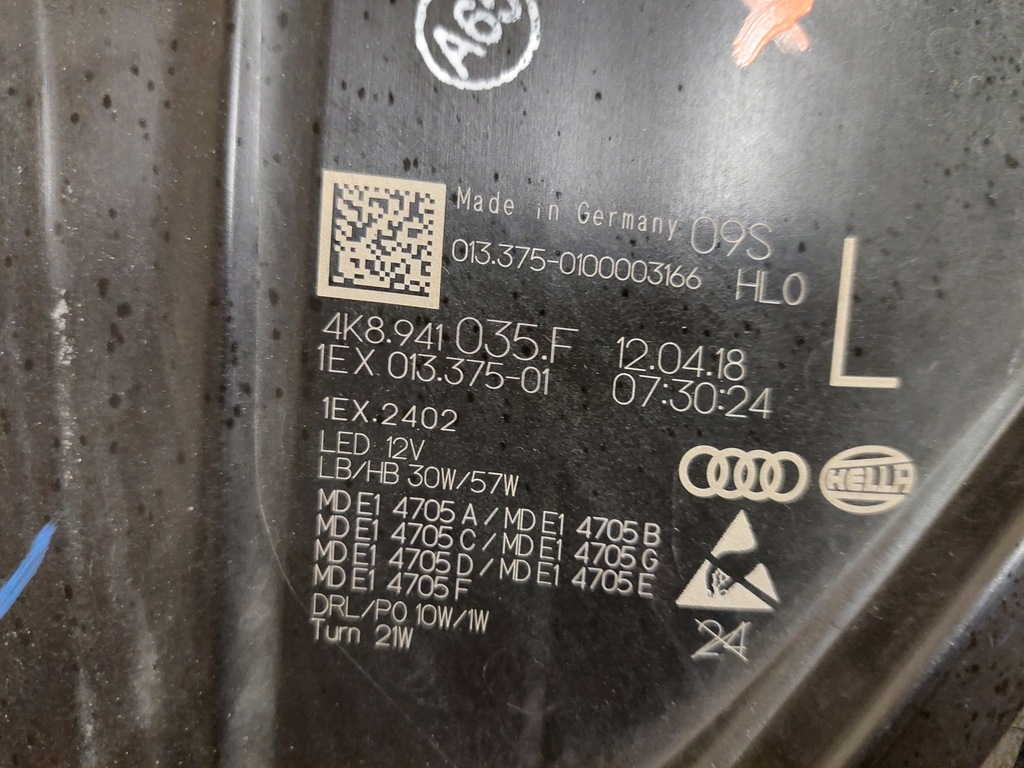 A63
Made in Germany 09S
013.375-0100003166 HL0
L
4K8.941 035.F 12.04.18
1EX 013.375-01 07:30:24
1EX.2402
LED 12V
LB/HB 30W/57W
HELLA
MD E1 4705 A / MD E1 4705 B
MD E1 4705 C / MD E1 4705 G
MD E1 4705 D / MD E1 4705 E
MD E1 4705 F
DRL/PO 10W/1W
Turn 21W
24